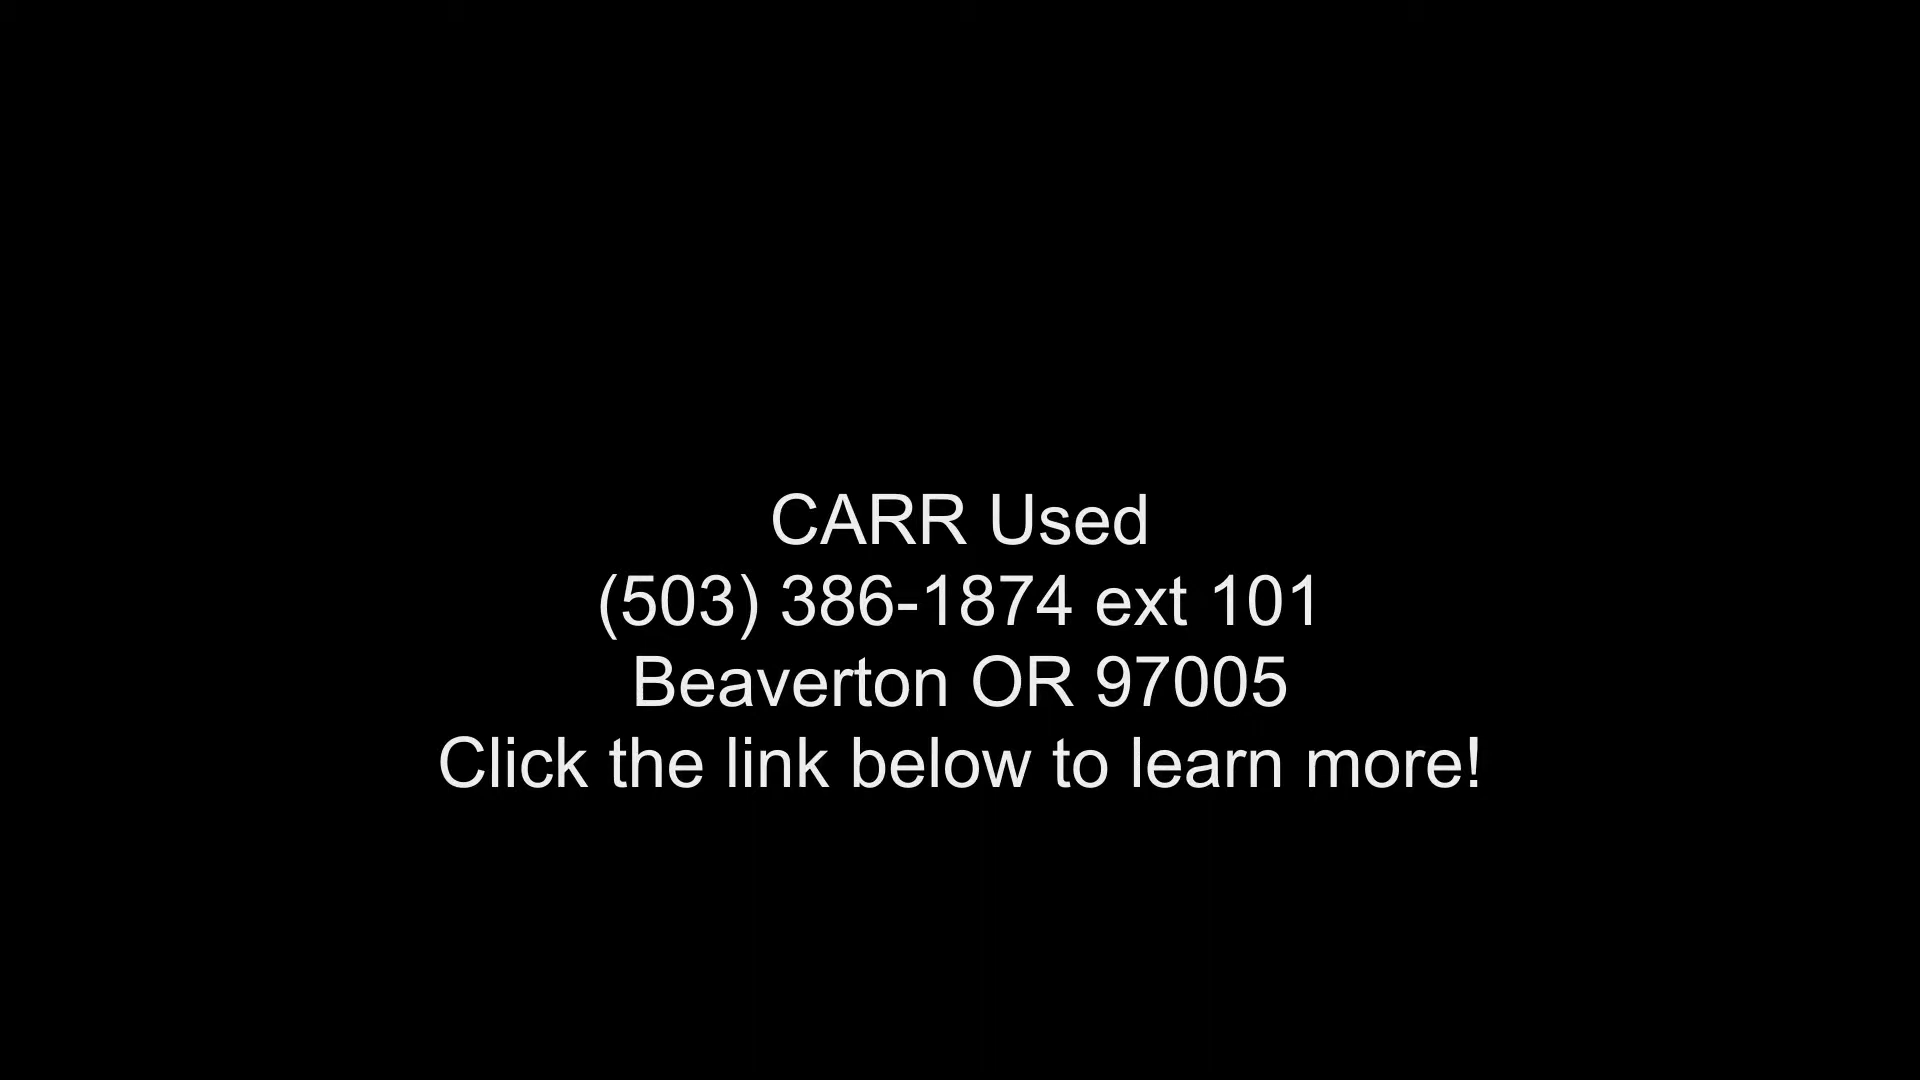 CARR Used
(503) 386-1874 ext 101
Beaverton OR 97005
Click the link below to learn more!